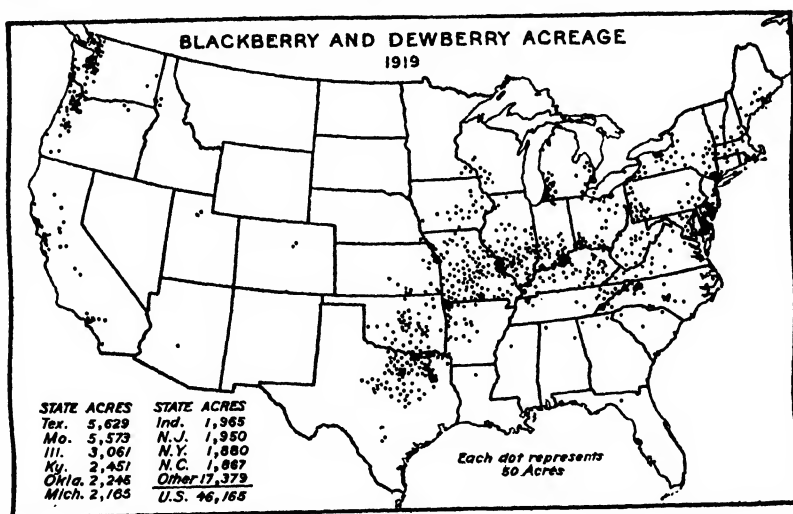 BLACKBERRY AND DEWBERRY ACREAGE
1919
STATE ACRES
Tex. 5,629
Mo. 5,573
Ill. 3,061
Ky. 2,451
Okla. 2,245
Mich. 2,165
STATE ACRES
Ind. 1,965
N.J. 1,950
N.Y. 1,880
N.C. 1,867
Other 17,379
U.S. 46,165
Each dot represents
50 Acres